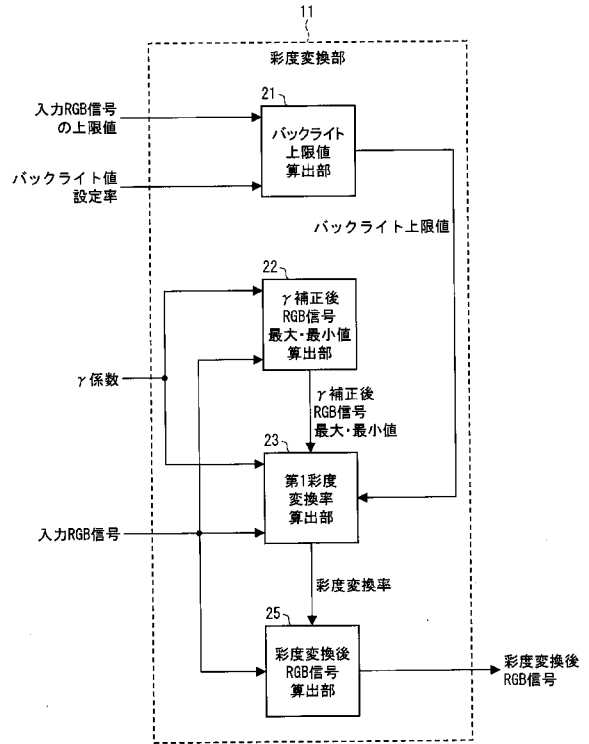 11
彩度変換部
入力RGB信号
の上限値
21
バックライト
上限値
算出部
バックライト値
設定率
バックライト上限値
22
γ補正後
RGB信号
最大・最小値
算出部
γ係数
γ補正後
RGB信号
最大・最小値
23
第1彩度
変換率
算出部
入力RGB信号
彩度変換率
25
彩度変換後
RGB信号
算出部
彩度変換後
RGB信号